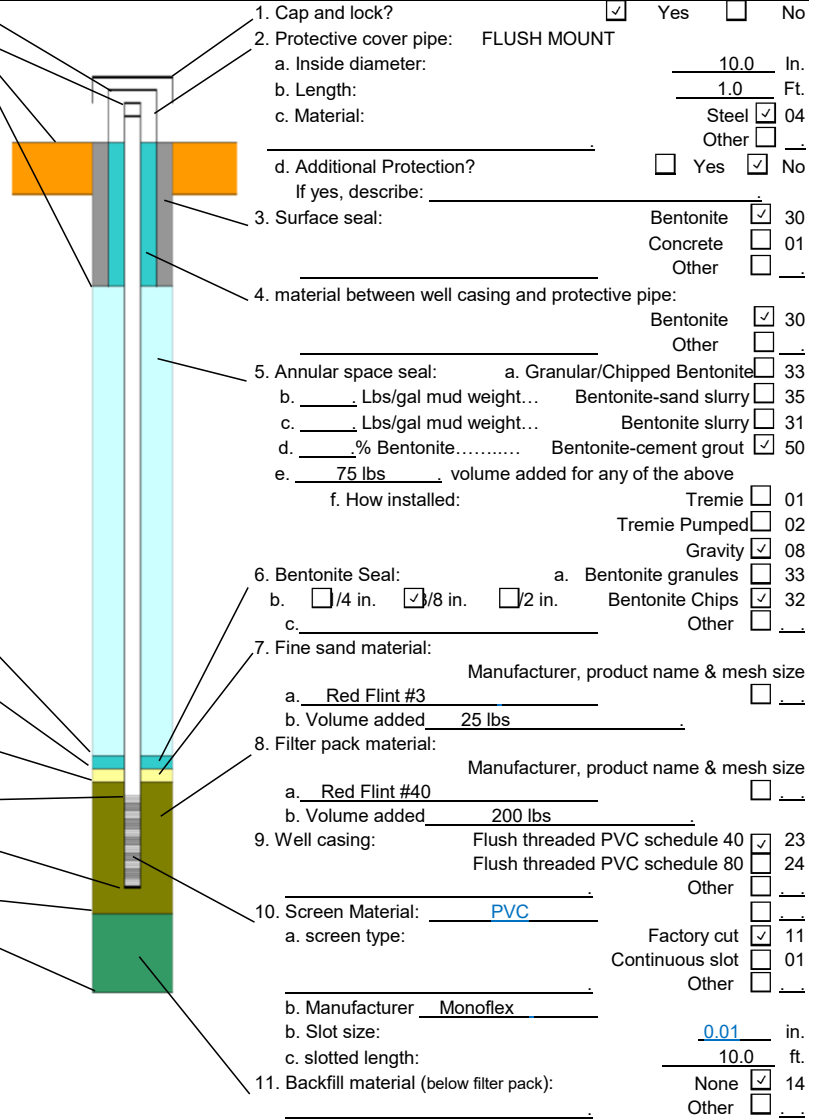 1. Cap and lock? ☑ Yes ☐ No
2. Protective cover pipe: FLUSH MOUNT
a. Inside diameter: 10.0 In.
b. Length: 1.0 Ft.
c. Material: Steel ☑ 04
. Other ☐ .
d. Additional Protection? ☐ Yes ☑ No
If yes, describe: .
3. Surface seal: Bentonite ☑ 30
Concrete ☐ 01
Other ☐ .
4. material between well casing and protective pipe:
Bentonite ☑ 30
Other ☐ .
5. Annular space seal: a. Granular/Chipped Bentonite ☐ 33
b. . Lbs/gal mud weight… Bentonite-sand slurry ☐ 35
c. . Lbs/gal mud weight… Bentonite slurry ☐ 31
d. .% Bentonite…….… Bentonite-cement grout ☑ 50
e. 75 lbs . volume added for any of the above
f. How installed: Tremie ☐ 01
Tremie Pumped ☐ 02
Gravity ☑ 08
6. Bentonite Seal: a. Bentonite granules ☐ 33
b. ☐/4 in. ☑/8 in. ☐/2 in. Bentonite Chips ☑ 32
c. Other ☐ .
7. Fine sand material:
Manufacturer, product name & mesh size
a. Red Flint #3 ☐ .
b. Volume added 25 lbs .
8. Filter pack material:
Manufacturer, product name & mesh size
a. Red Flint #40 ☐ .
b. Volume added 200 lbs .
9. Well casing: Flush threaded PVC schedule 40 ☑ 23
Flush threaded PVC schedule 80 ☐ 24
. Other ☐ .
10. Screen Material: PVC ☐ .
a. screen type: Factory cut ☑ 11
Continuous slot ☐ 01
. Other ☐ .
b. Manufacturer Monoflex
b. Slot size: 0.01 in.
c. slotted length: 10.0 ft.
11. Backfill material (below filter pack): None ☑ 14
. Other ☐ .